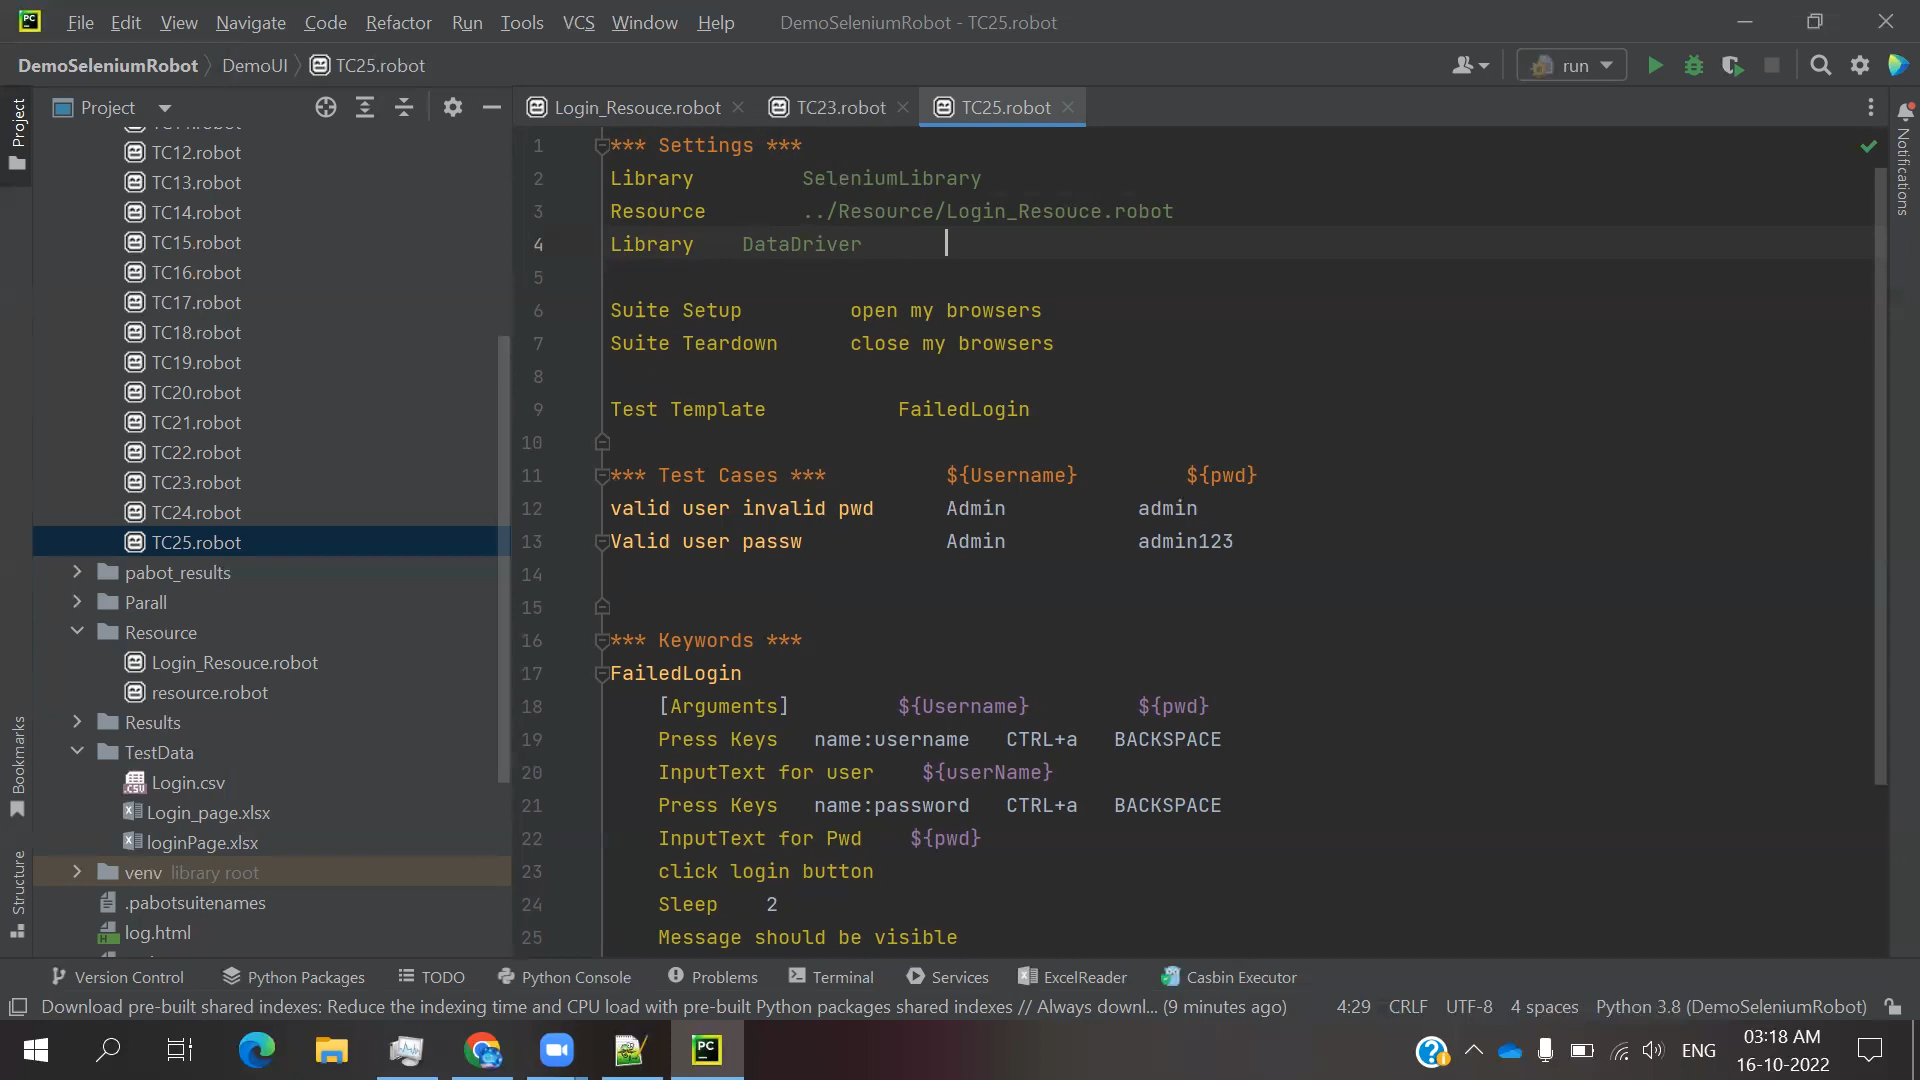 PC File Edit View Navigate Code Refactor Run Tools VCS Window Help DemoSeleniumRobot - TC25.robot
DemoSeleniumRobot DemoUI TC25.robot run
Project
Project
Login_Resouce.robot TC23.robot TC25.robot
TC12.robot
TC13.robot
TC14.robot
TC15.robot
TC16.robot
TC17.robot
TC18.robot
TC19.robot
TC20.robot
TC21.robot
TC22.robot
TC23.robot
TC24.robot
TC25.robot
pabot_results
Parall
Resource
Login_Resouce.robot
resource.robot
Results
TestData
Login.csv
Login_page.xlsx
loginPage.xlsx
venv library root
.pabotsuitenames
log.html
Bookmarks
Structure
Notifications
1 *** Settings ***
2 Library SeleniumLibrary
3 Resource ../Resource/Login_Resouce.robot
4 Library DataDriver
5
6 Suite Setup open my browsers
7 Suite Teardown close my browsers
8
9 Test Template FailedLogin
10
11 *** Test Cases *** ${Username} ${pwd}
12 valid user invalid pwd Admin admin
13 Valid user passw Admin admin123
14
15
16 *** Keywords ***
17 FailedLogin
18 [Arguments] ${Username} ${pwd}
19 Press Keys name:username CTRL+a BACKSPACE
20 InputText for user ${userName}
21 Press Keys name:password CTRL+a BACKSPACE
22 InputText for Pwd ${pwd}
23 click login button
24 Sleep 2
25 Message should be visible
Version Control Python Packages TODO Python Console Problems Terminal Services ExcelReader Casbin Executor
Download pre-built shared indexes: Reduce the indexing time and CPU load with pre-built Python packages shared indexes // Always downl... (9 minutes ago) 4:29 CRLF UTF-8 4 spaces Python 3.8 (DemoSeleniumRobot)
PC ENG 03:18 AM
16-10-2022